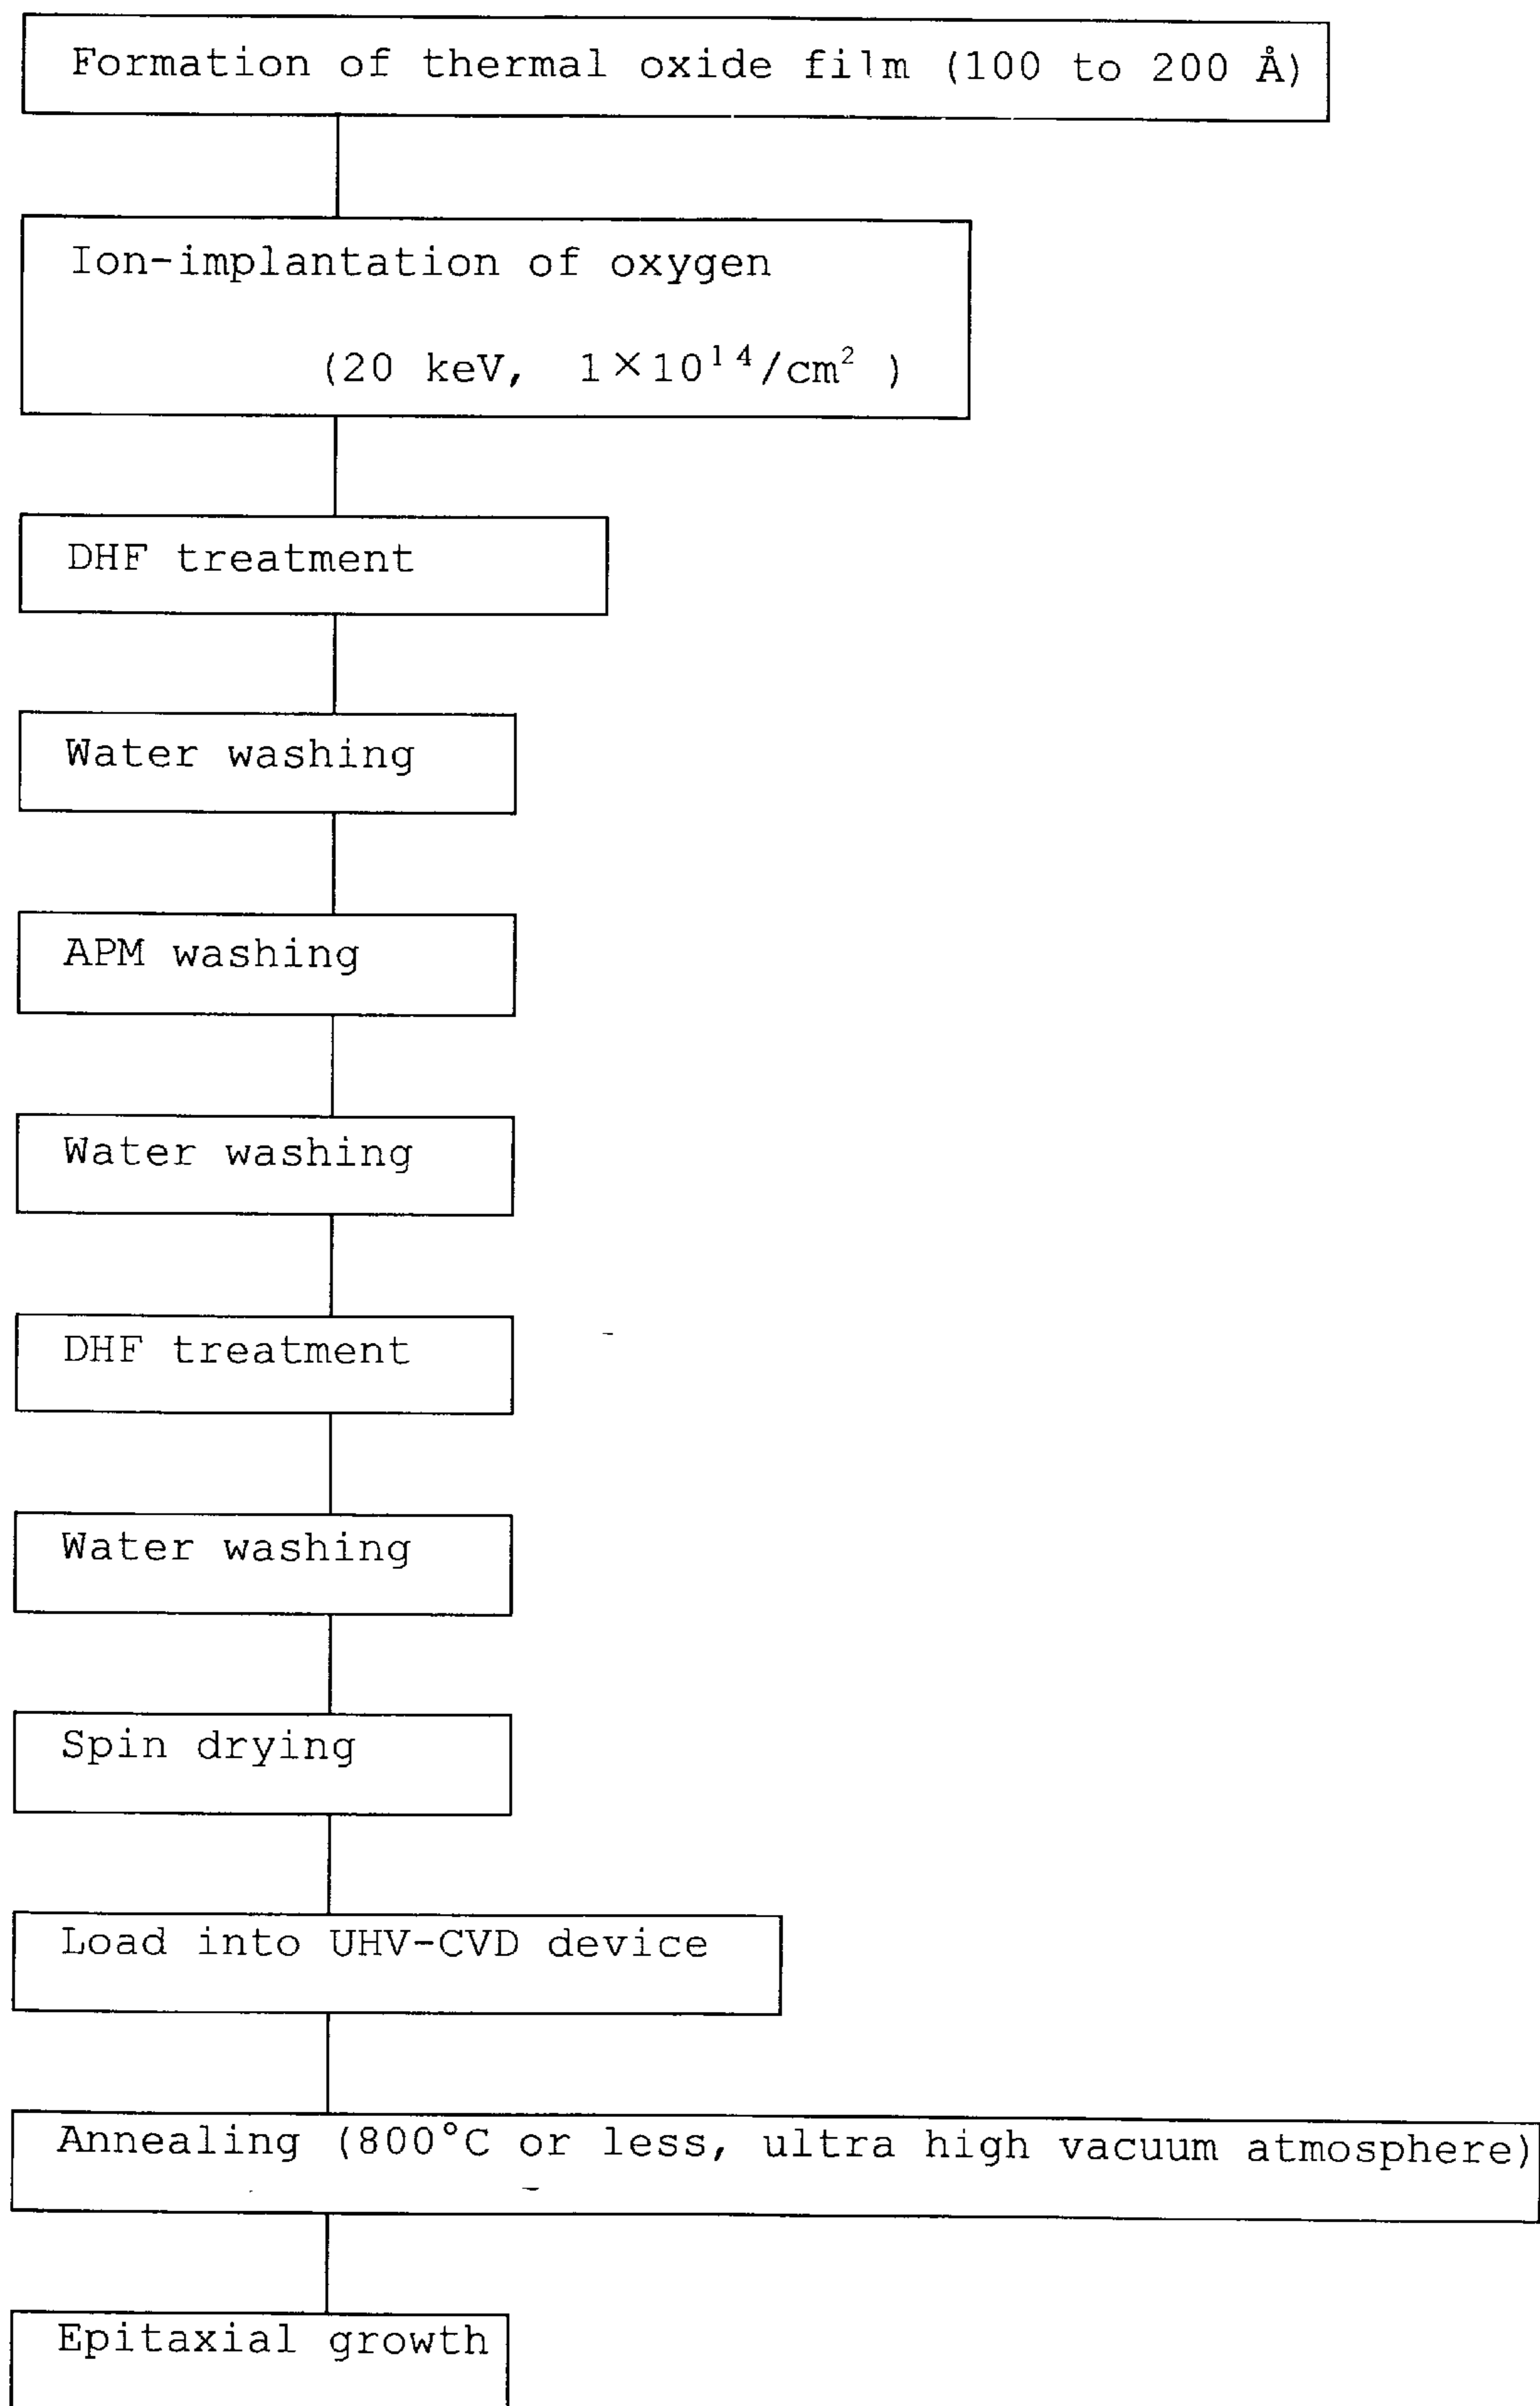 Formation of thermal oxide film (100 to 200 Å)
Ion-implantation of oxygen
(20 keV, 1×10¹⁴/cm² )
DHF treatment
Water washing
APM washing
Water washing
DHF treatment
Water washing
Spin drying
Load into UHV-CVD device
Annealing (800°C or less, ultra high vacuum atmosphere)
Epitaxial growth